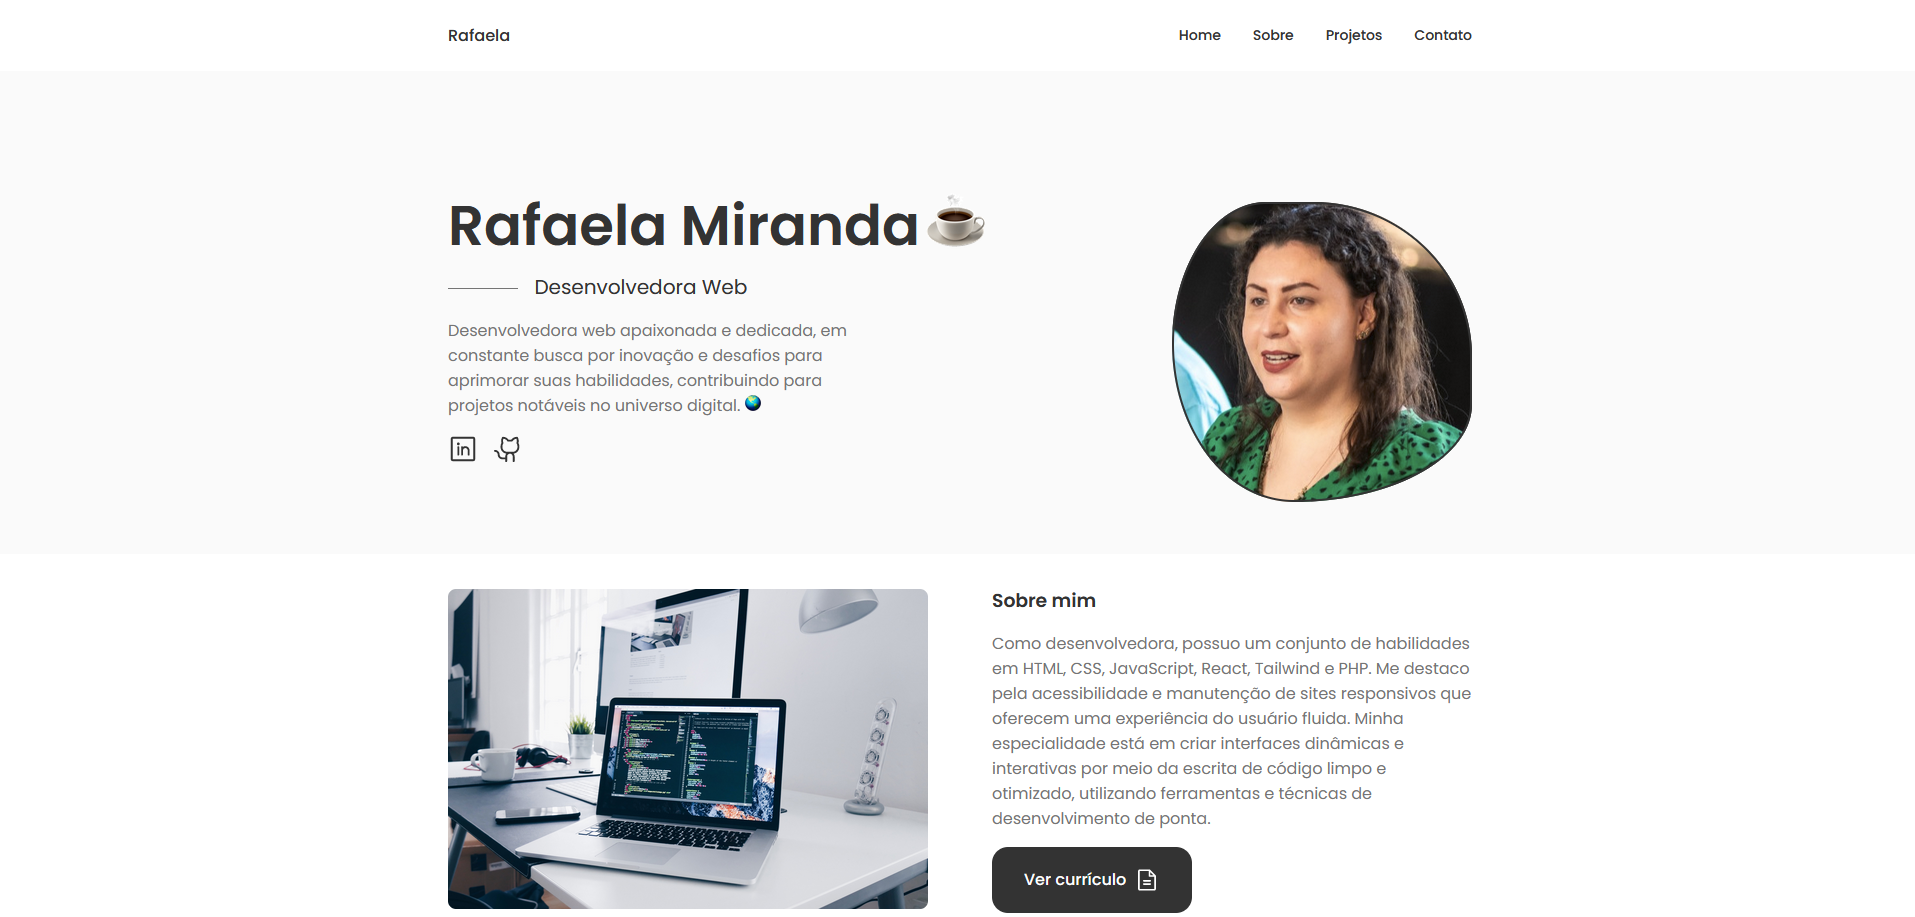 Rafaela
Home Sobre Projetos Contato
Rafaela Miranda
Desenvolvedora Web
Desenvolvedora web apaixonada e dedicada, em
constante busca por inovação e desafios para
aprimorar suas habilidades, contribuindo para
projetos notáveis no universo digital.
in
Sobre mim
Como desenvolvedora, possuo um conjunto de habilidades
em HTML, CSS, JavaScript, React, Tailwind e PHP. Me destaco
pela acessibilidade e manutenção de sites responsivos que
oferecem uma experiência do usuário fluida. Minha
especialidade está em criar interfaces dinâmicas e
interativas por meio da escrita de código limpo e
otimizado, utilizando ferramentas e técnicas de
desenvolvimento de ponta.
Ver currículo